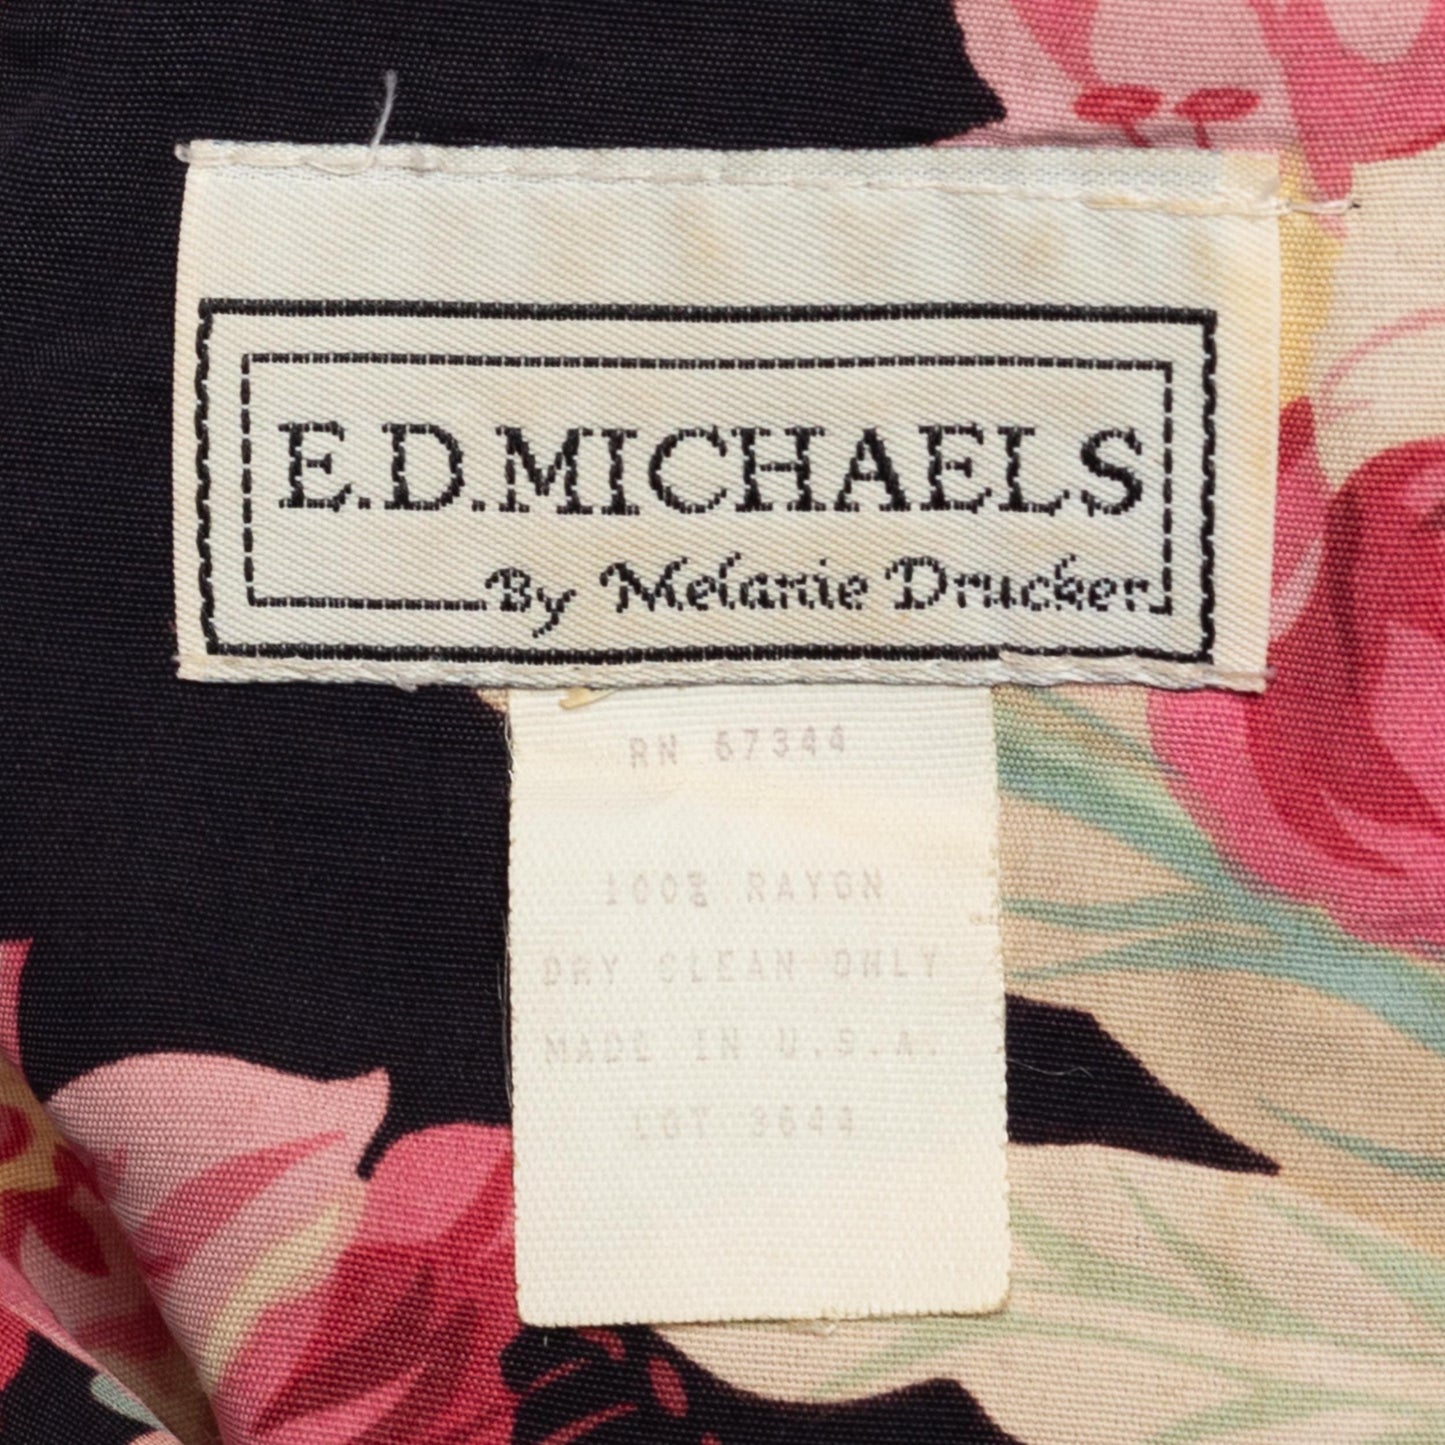 E.D.MICHAELS
By Melanie Drucker
RN 67344
100% RAYON
DRY CLEAN ONLY
MADE IN U.S.A.
LOT 3644